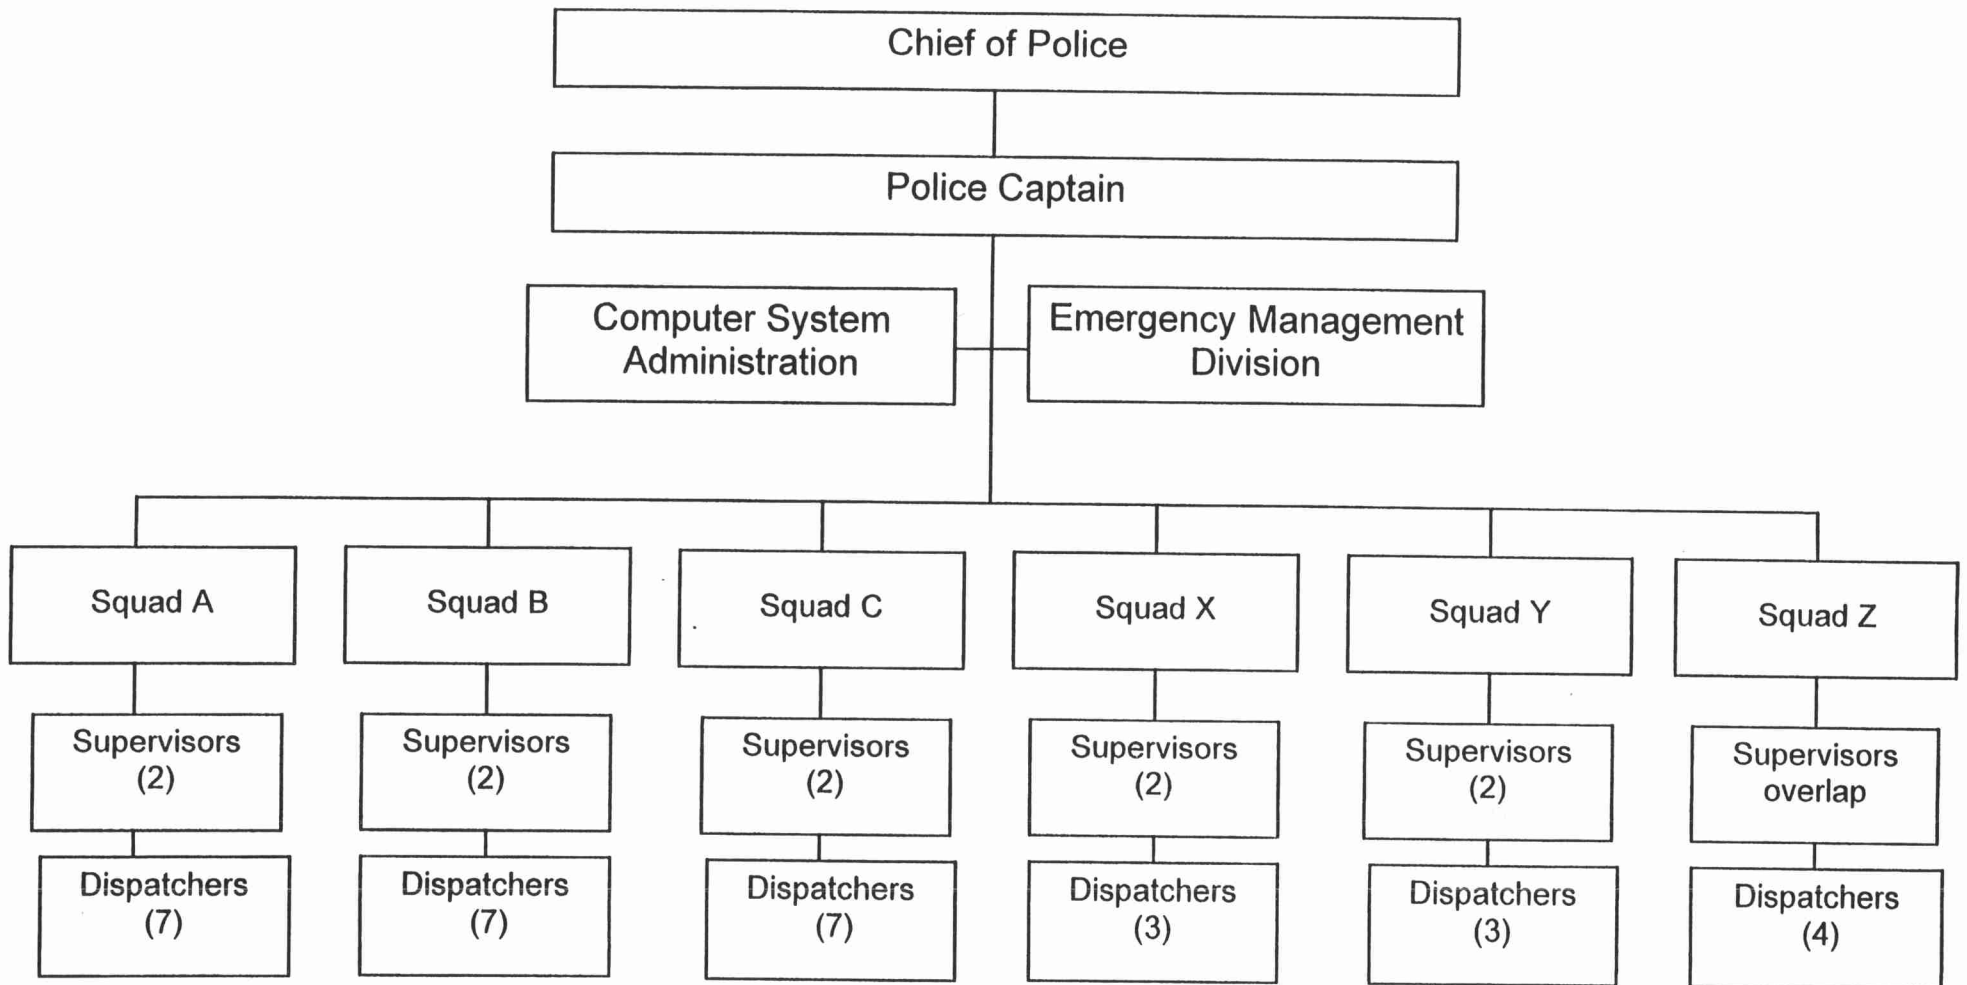 Chief of Police
Police Captain
Computer System
Administration
Emergency Management
Division
Squad A
Squad B
Squad C
Squad X
Squad Y
Squad Z
Supervisors
(2)
Supervisors
(2)
Supervisors
(2)
Supervisors
(2)
Supervisors
(2)
Supervisors
overlap
Dispatchers
(7)
Dispatchers
(7)
Dispatchers
(7)
Dispatchers
(3)
Dispatchers
(3)
Dispatchers
(4)